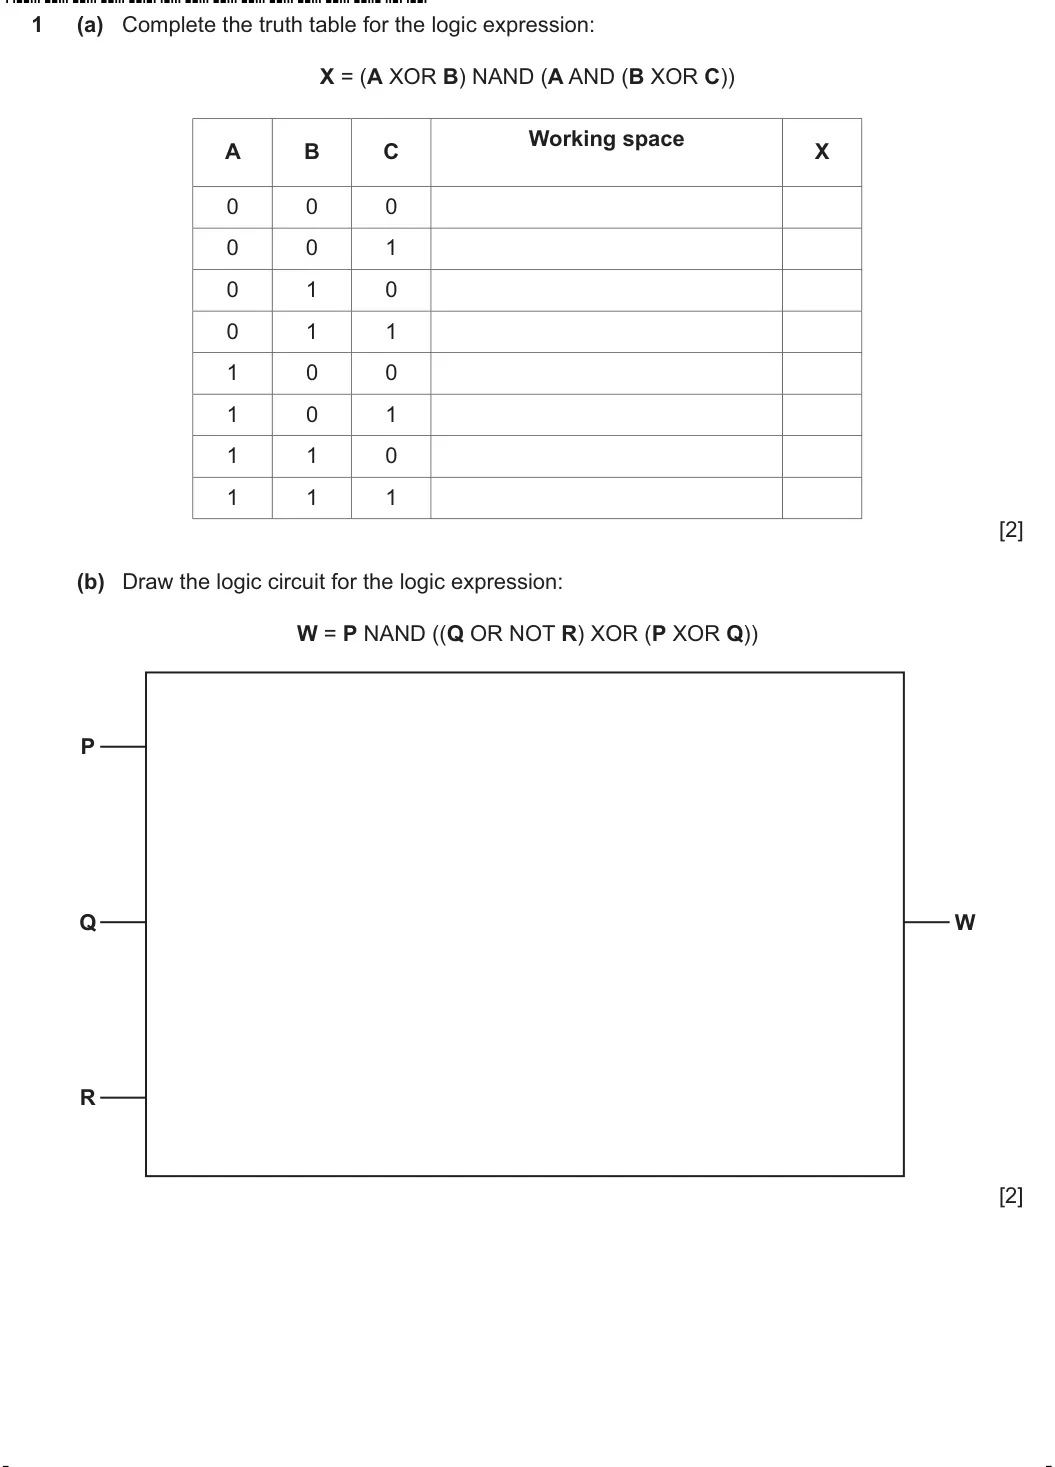 1 (a) Complete the truth table for the logic expression:
X = (A XOR B) NAND (A AND (B XOR C))
A B C Working space X
0 0 0
0 0 1
0 1 0
0 1 1
1 0 0
1 0 1
1 1 0
1 1 1
[2]
(b) Draw the logic circuit for the logic expression:
W = P NAND ((Q OR NOT R) XOR (P XOR Q))
P
Q
W
R
[2]